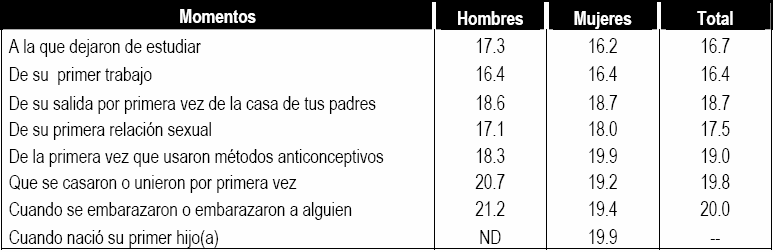 Momentos Hombres Mujeres Total
A la que dejaron de estudiar 17.3 16.2 16.7
De su primer trabajo 16.4 16.4 16.4
De su salida por primera vez de la casa de tus padres 18.6 18.7 18.7
De su primera relación sexual 17.1 18.0 17.5
De la primera vez que usaron métodos anticonceptivos 18.3 19.9 19.0
Que se casaron o unieron por primera vez 20.7 19.2 19.8
Cuando se embarazaron o embarazaron a alguien 21.2 19.4 20.0
Cuando nació su primer hijo(a) ND 19.9 --